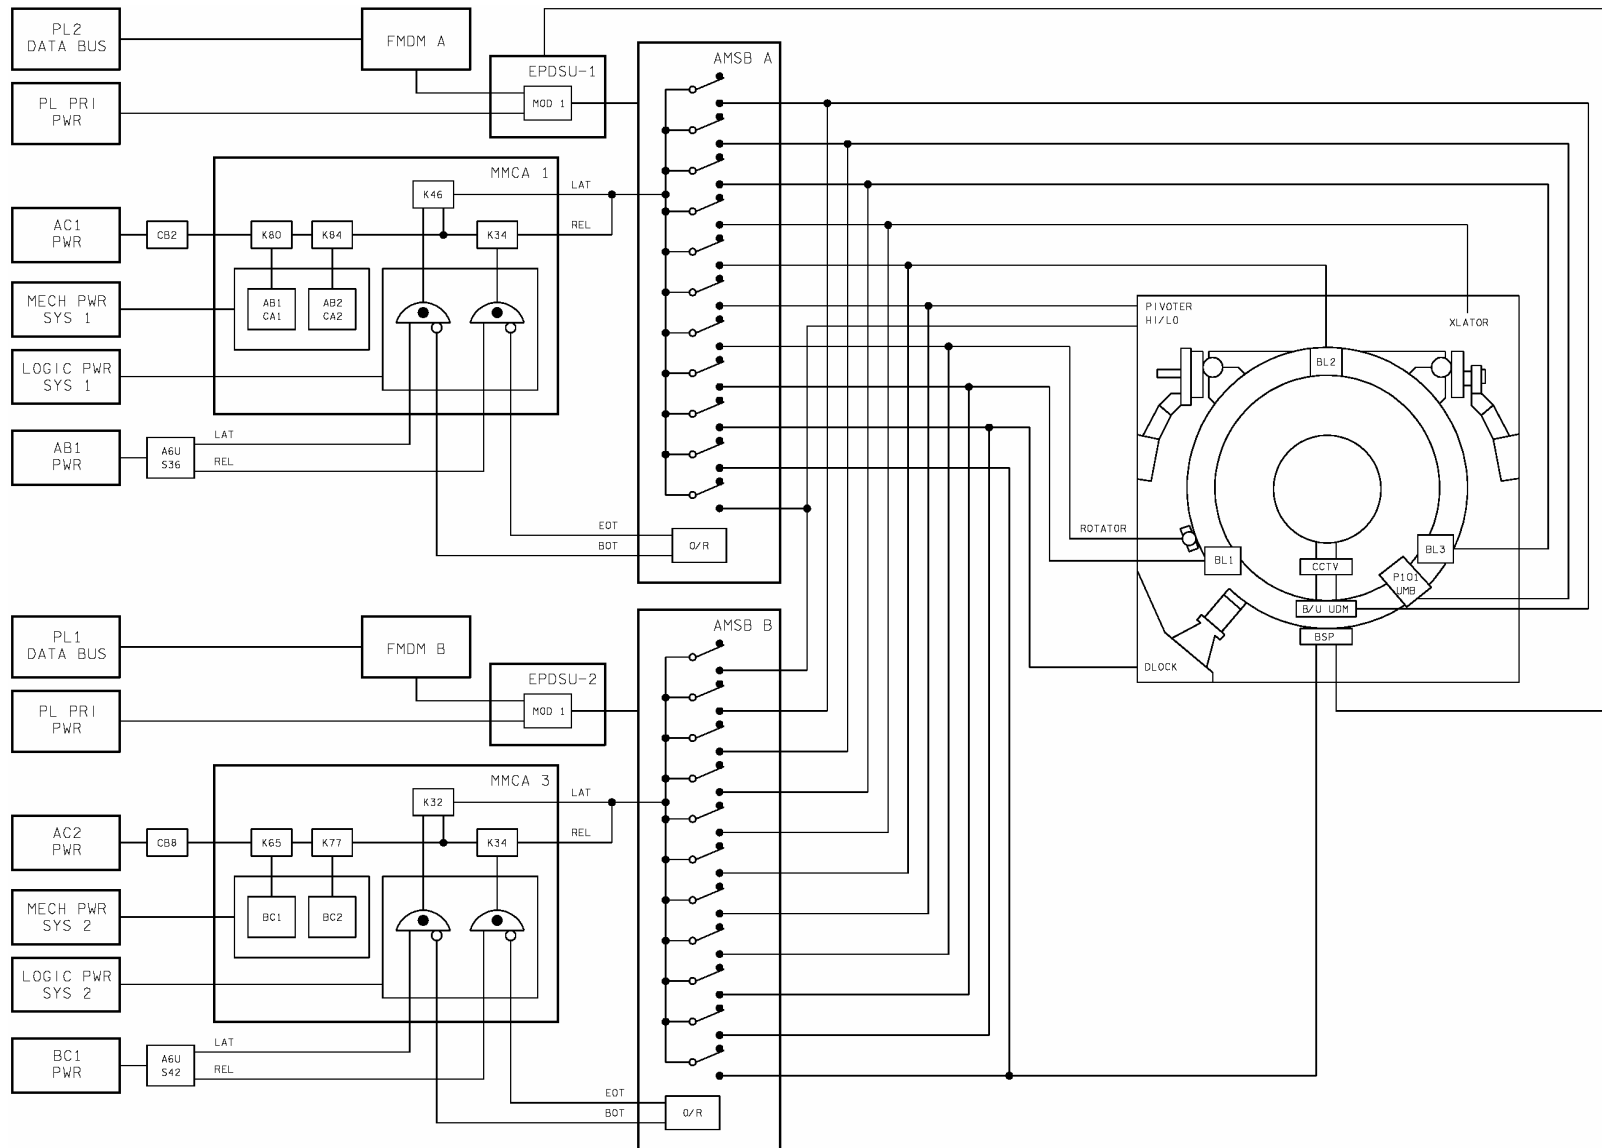 PL2
DATA BUS
FMDM A
PL PRI
PWR
EPDSU-1
MOD 1
AMSB A
MMCA 1
K46
LAT
REL
AC1
PWR
CB2
K80
K84
K34
MECH PWR
SYS 1
AB1
CA1
AB2
CA2
LOGIC PWR
SYS 1
AB1
PWR
A6U
S36
LAT
REL
EOT
BOT
O/R
PIVOTER
HI/LO
XLATOR
BL2
ROTATOR
BL1
BL3
CCTV
P101
UMB
B/U UDM
BSP
DLOCK
PL1
DATA BUS
FMDM B
PL PRI
PWR
EPDSU-2
MOD 1
AMSB B
MMCA 3
K32
LAT
REL
AC2
PWR
CB8
K65
K77
K34
MECH PWR
SYS 2
BC1
BC2
LOGIC PWR
SYS 2
BC1
PWR
A6U
S42
LAT
REL
EOT
BOT
O/R